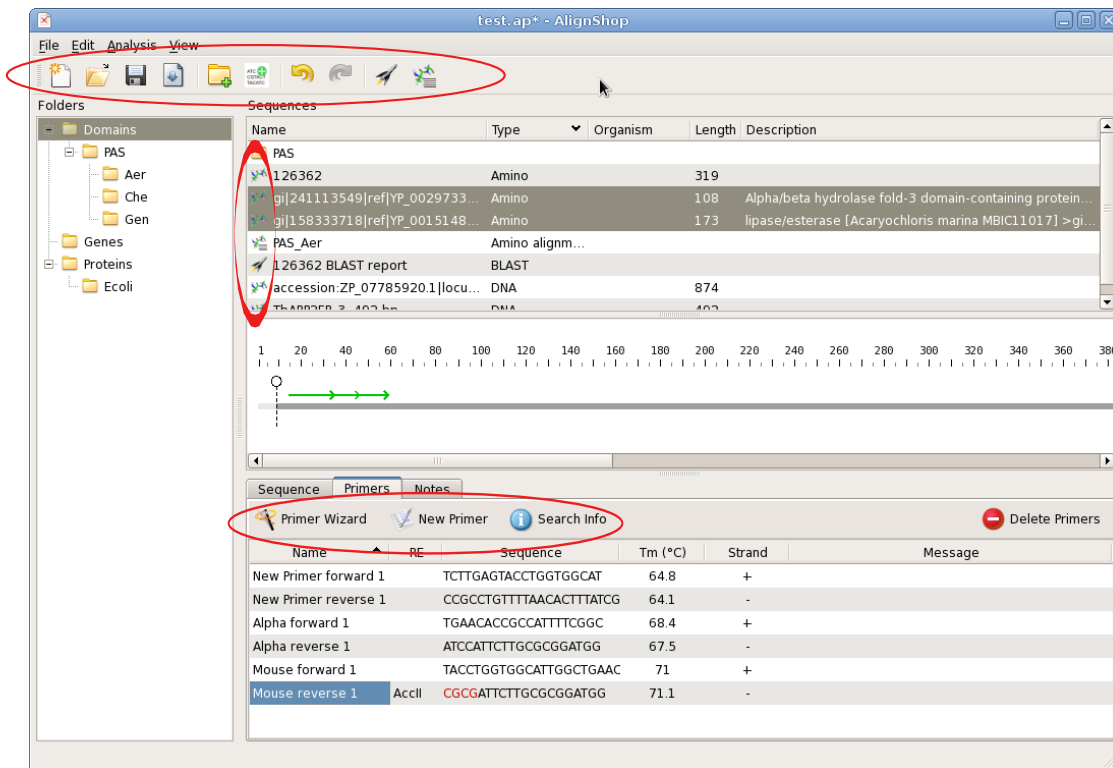 test.ap* - AlignShop
File Edit Analysis View
ATC
CGTACT
TACATC
Folders
Sequences
Domains
PAS
Aer
Che
Gen
Genes
Proteins
Ecoli
Name Type Organism Length Description
PAS
126362 Amino 319
gi|241113549|ref|YP_0029733... Amino 108 Alpha/beta hydrolase fold-3 domain-containing protein...
gi|158333718|ref|YP_0015148... Amino 173 lipase/esterase [Acaryochloris marina MBIC11017] >gi...
PAS_Aer Amino alignm...
126362 BLAST report BLAST
accession:ZP_07785920.1|locu... DNA 874
DNA 492
1 20 40 60 80 100 120 140 160 180 200 220 240 260 280 300 320 340 360 380
Sequence Primers Notes
Primer Wizard New Primer Search Info Delete Primers
Name RE Sequence Tm (°C) Strand Message
New Primer forward 1 TCTTGAGTACCTGGTGGCAT 64.8 +
New Primer reverse 1 CCGCCTGTTTTAACACTTTATCG 64.1 -
Alpha forward 1 TGAACACCGCCATTTTCGGC 68.4 +
Alpha reverse 1 ATCCATTCTTGCGCGGATGG 67.5 -
Mouse forward 1 TACCTGGTGGCATTGGCTGAAC 71 +
Mouse reverse 1 AccII CGCGATTCTTGCGCGGATGG 71.1 -